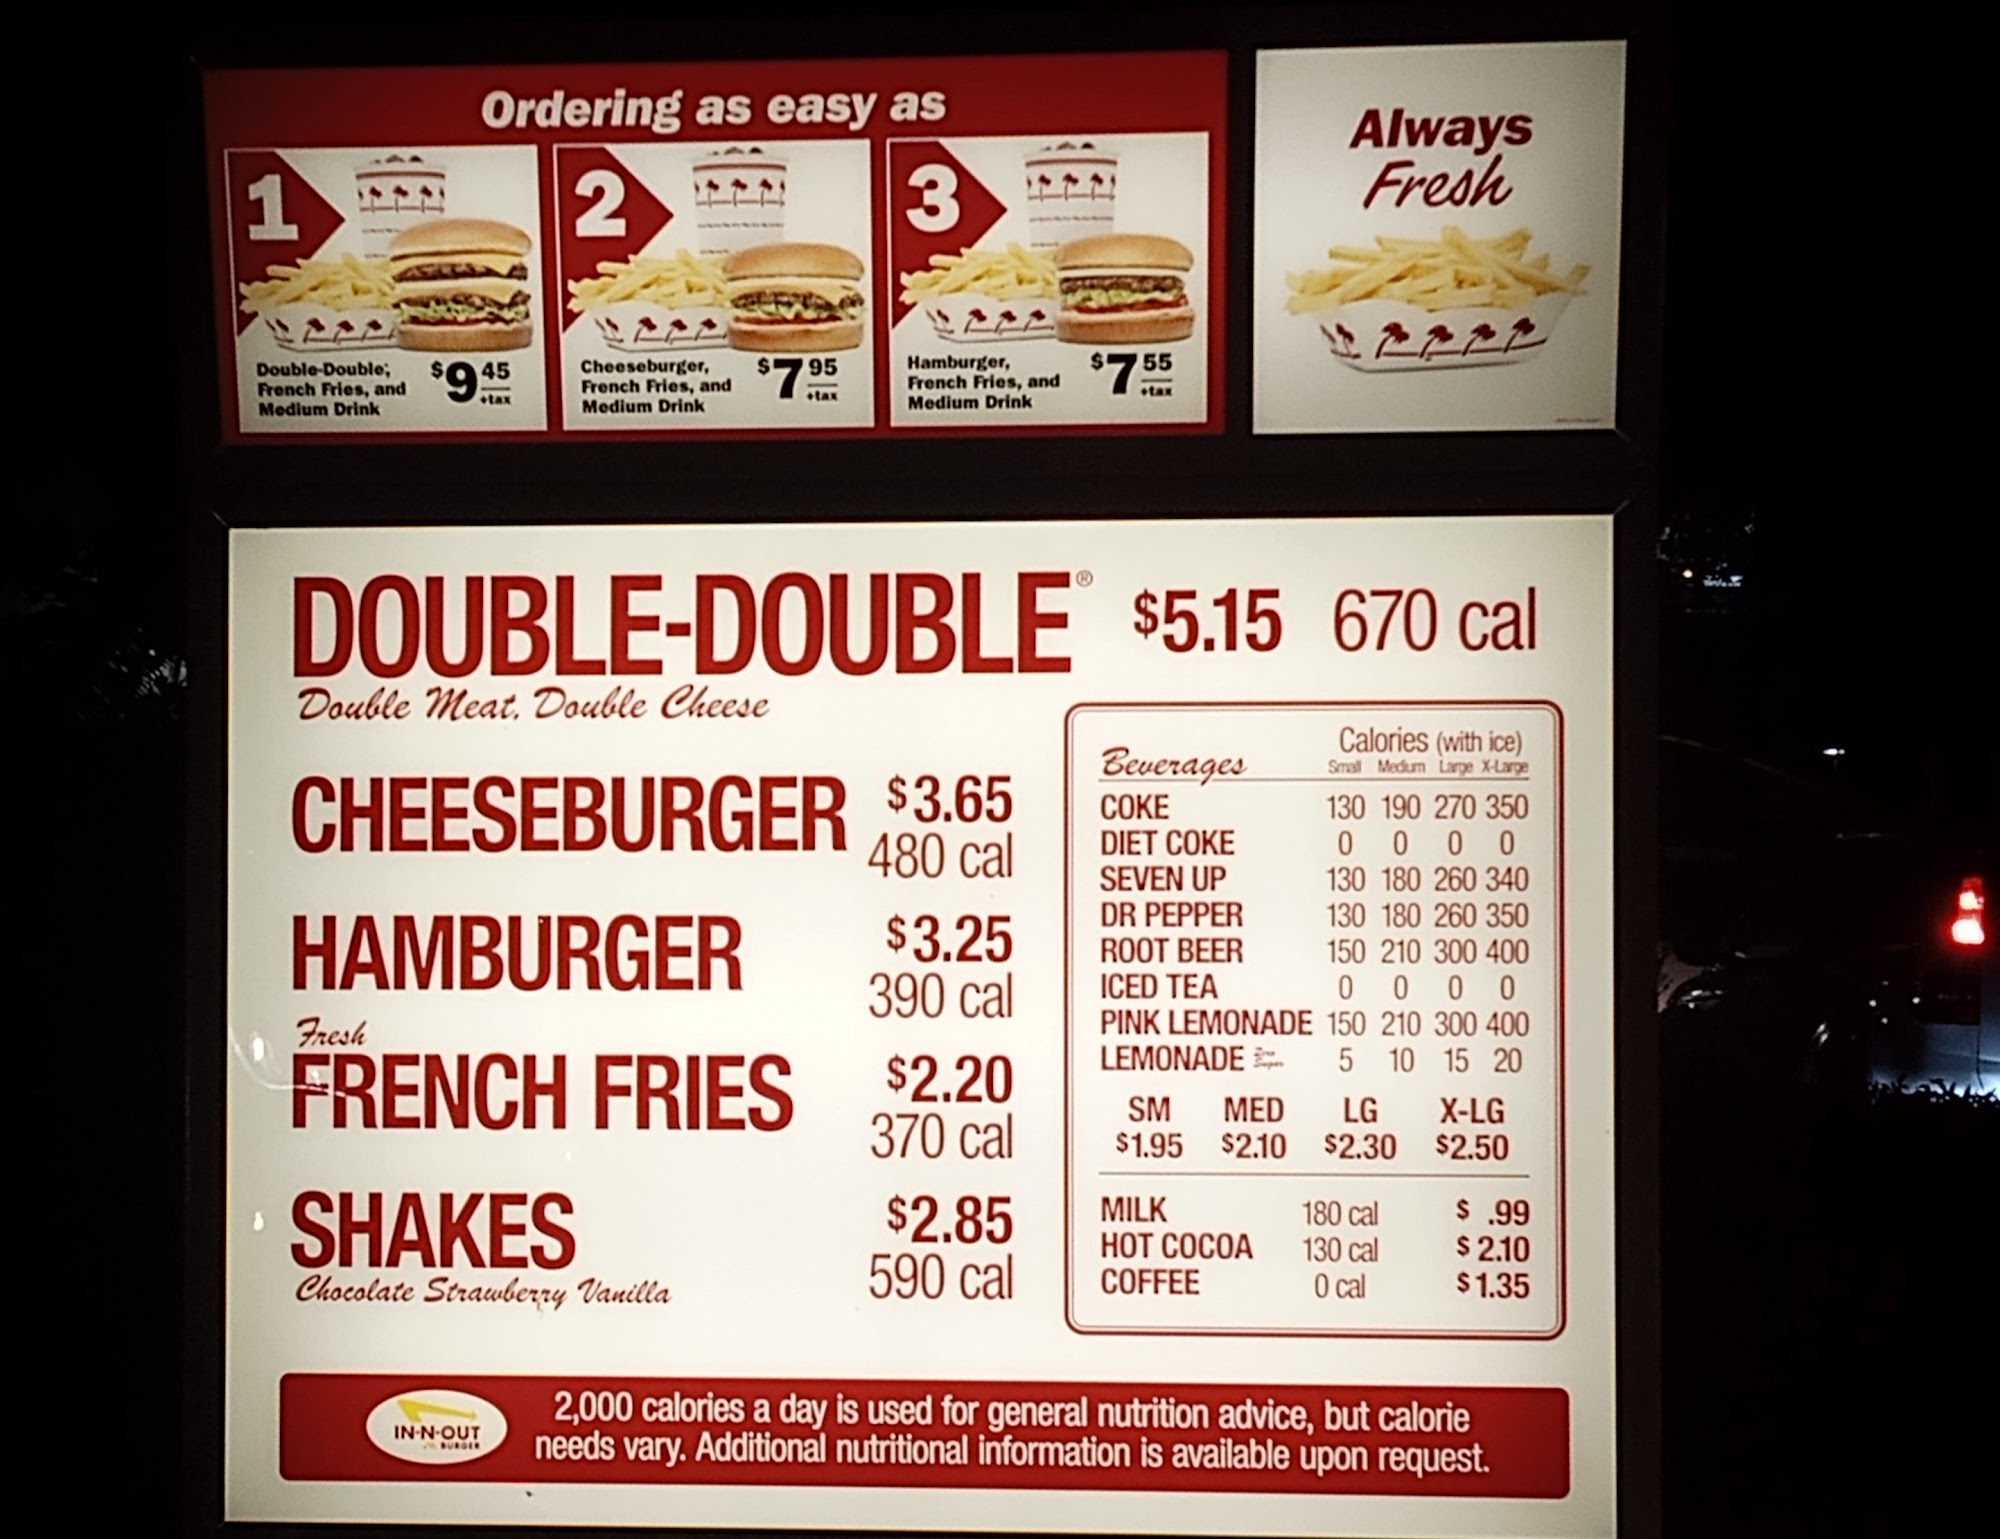 Ordering as easy as
1
Double-Double,
French Fries, and
Medium Drink
$9 45
+tax
2
Cheeseburger,
French Fries, and
Medium Drink
$7 95
+tax
3
Hamburger,
French Fries, and
Medium Drink
$7 55
+tax
Always
Fresh
DOUBLE-DOUBLE® $5.15 670 cal
Double Meat, Double Cheese
CHEESEBURGER $3.65
480 cal
HAMBURGER $3.25
390 cal
Fresh
FRENCH FRIES $2.20
370 cal
SHAKES $2.85
590 cal
Chocolate Strawberry Vanilla
Calories (with ice)
Beverages Small Medium Large X-Large
COKE 130 190 270 350
DIET COKE 0 0 0 0
SEVEN UP 130 180 260 340
DR PEPPER 130 180 260 350
ROOT BEER 150 210 300 400
ICED TEA 0 0 0 0
PINK LEMONADE 150 210 300 400
LEMONADE Zero Sugar 5 10 15 20
SM MED LG X-LG
$1.95 $2.10 $2.30 $2.50
MILK 180 cal $ .99
HOT COCOA 130 cal $2.10
COFFEE 0 cal $1.35
IN-N-OUT
BURGER
2,000 calories a day is used for general nutrition advice, but calorie
needs vary. Additional nutritional information is available upon request.